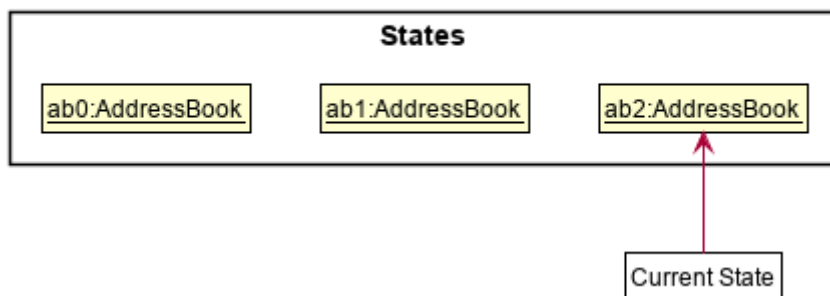 States
ab0:AddressBook
ab1:AddressBook
ab2:AddressBook
Current State